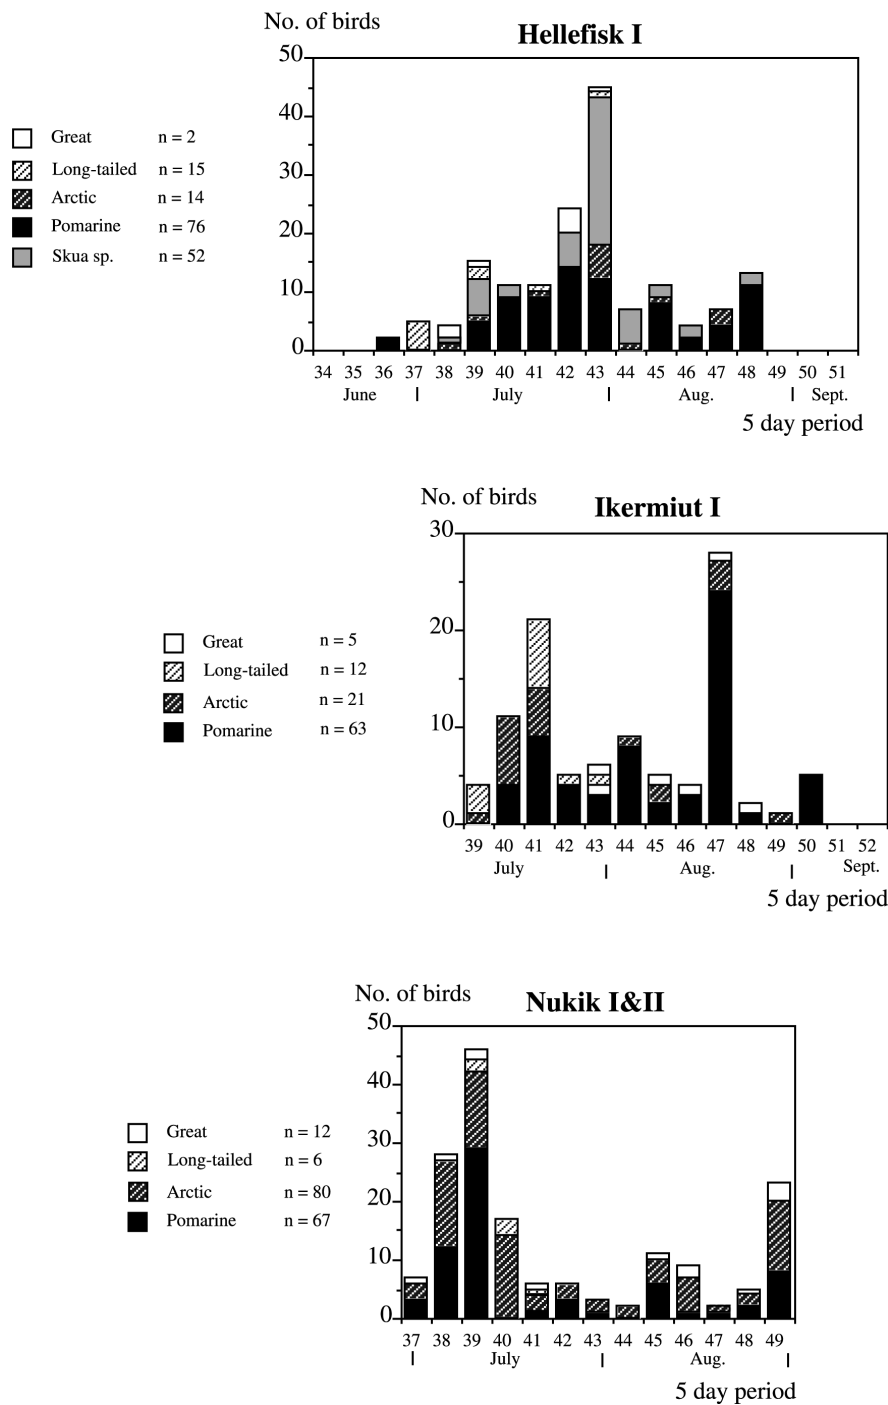 No. of birds
Hellefisk I
50
40
30
20
10
0
Great n = 2
Long-tailed n = 15
Arctic n = 14
Pomarine n = 76
Skua sp. n = 52
34 35 36 37 38 39 40 41 42 43 44 45 46 47 48 49 50 51
June July Aug. Sept.
5 day period
No. of birds
Ikermiut I
30
20
10
0
Great n = 5
Long-tailed n = 12
Arctic n = 21
Pomarine n = 63
39 40 41 42 43 44 45 46 47 48 49 50 51 52
July Aug. Sept.
5 day period
No. of birds
Nukik I&II
50
40
30
20
10
0
Great n = 12
Long-tailed n = 6
Arctic n = 80
Pomarine n = 67
37 38 39 40 41 42 43 44 45 46 47 48 49
July Aug.
5 day period